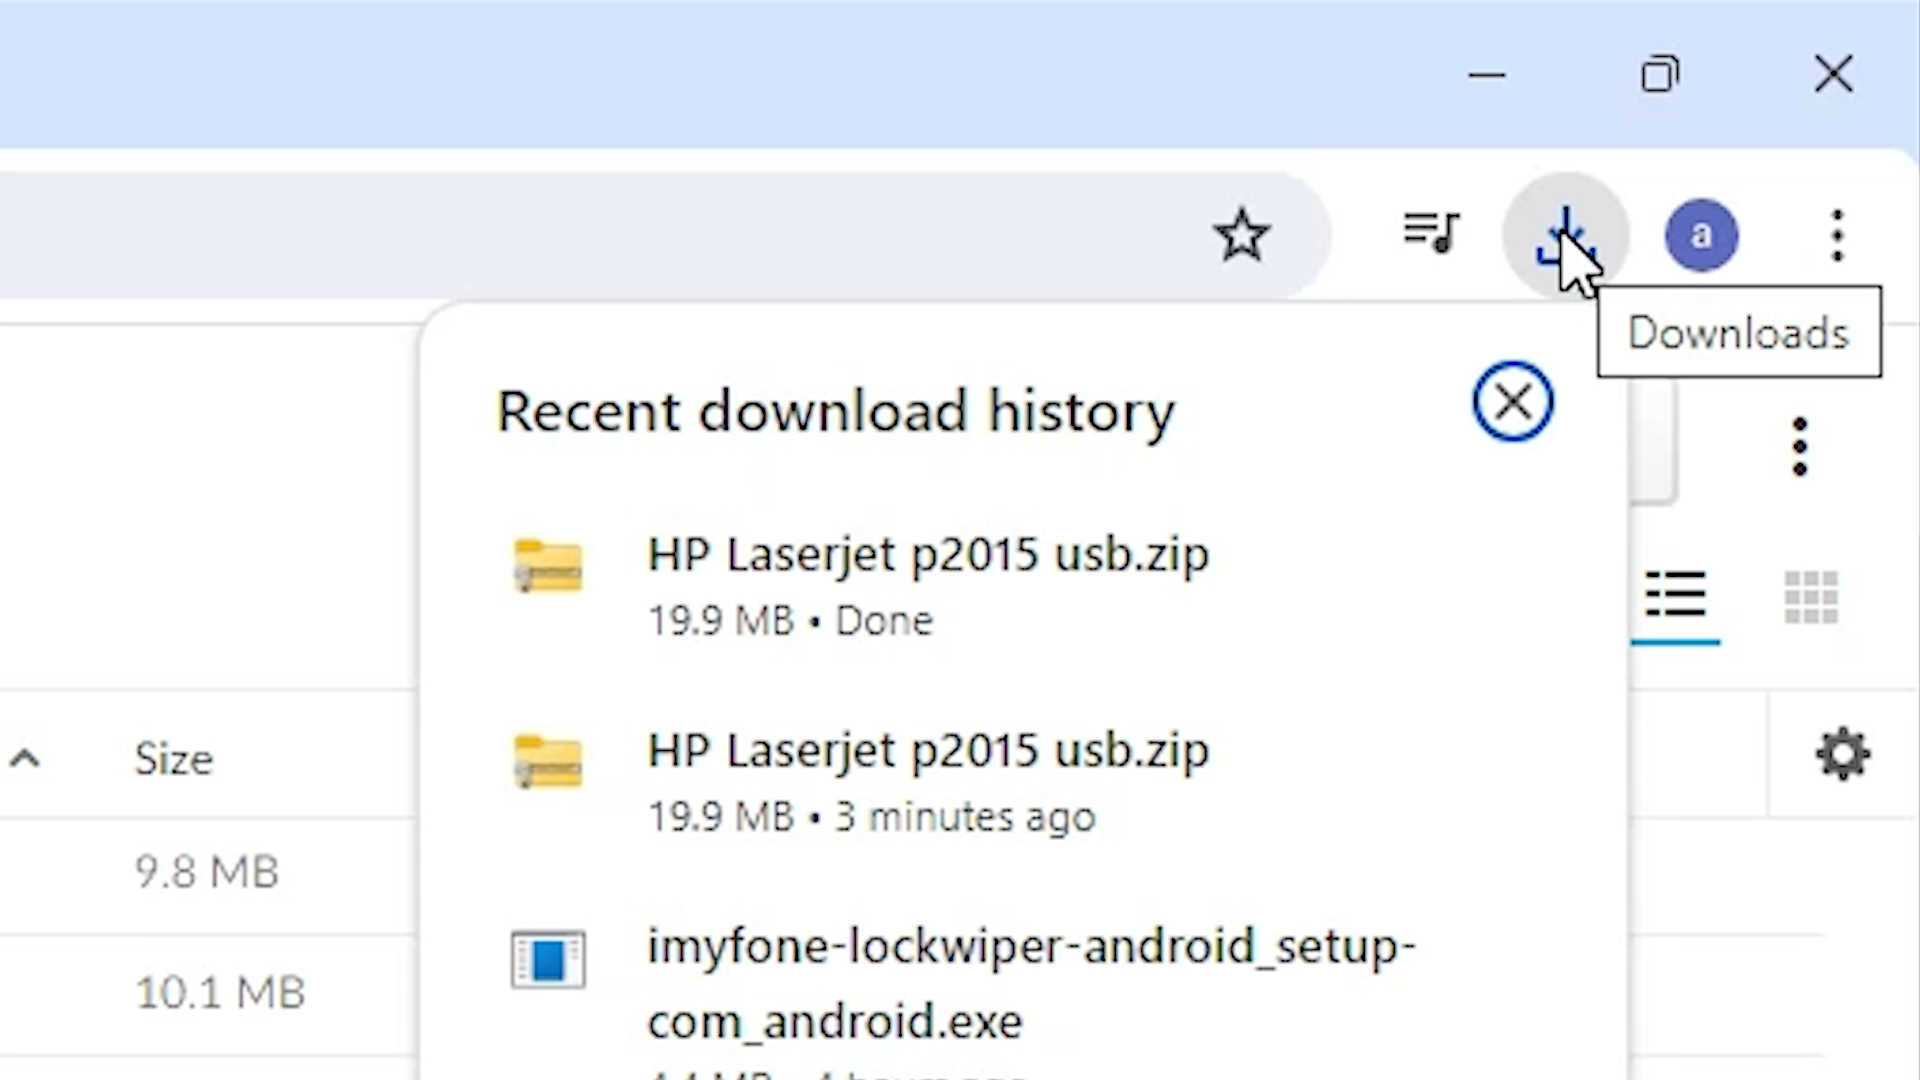 a
Downloads
Recent download history
HP Laserjet p2015 usb.zip
19.9 MB • Done
HP Laserjet p2015 usb.zip
19.9 MB • 3 minutes ago
Size
9.8 MB
10.1 MB
imyfone-lockwiper-android_setup-
com_android.exe